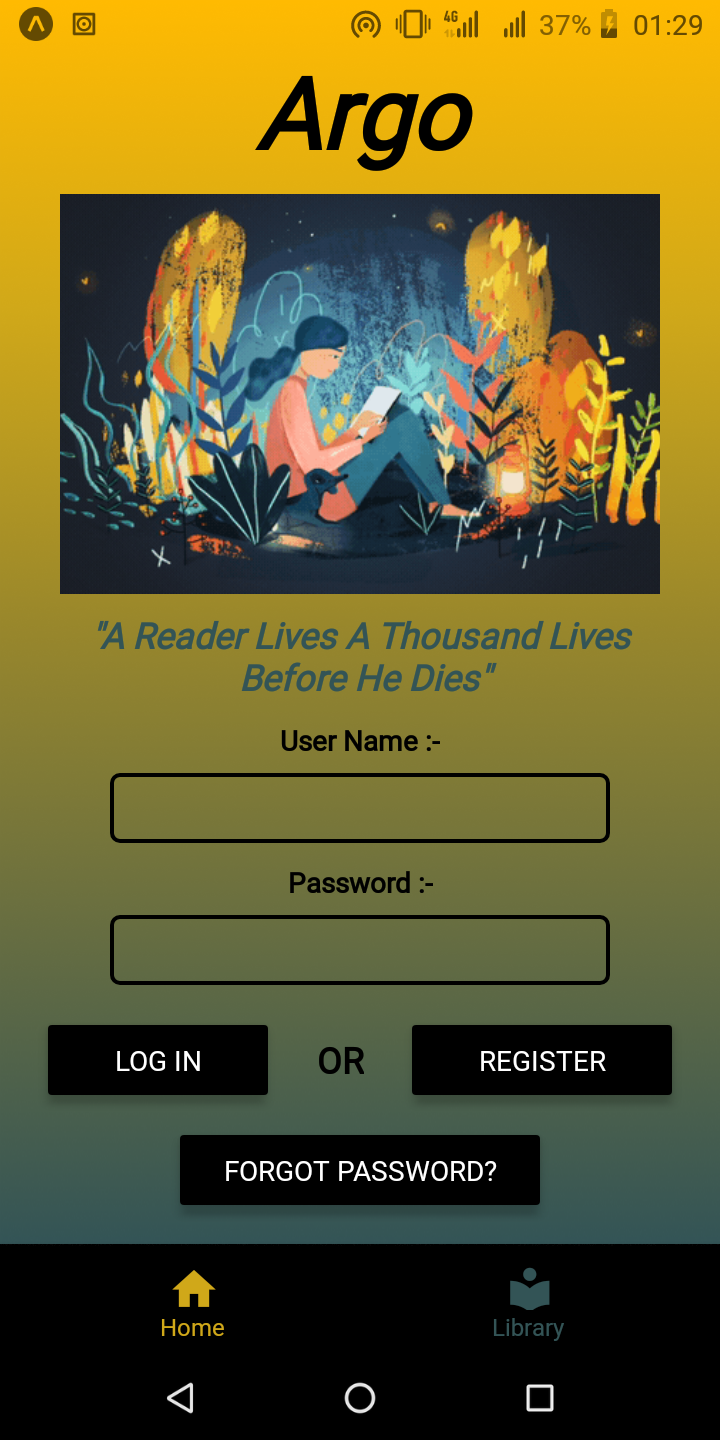 4G 37% 01:29
Argo
"A Reader Lives A Thousand Lives
Before He Dies"
User Name :-
Password :-
LOG IN OR REGISTER
FORGOT PASSWORD?
Home Library